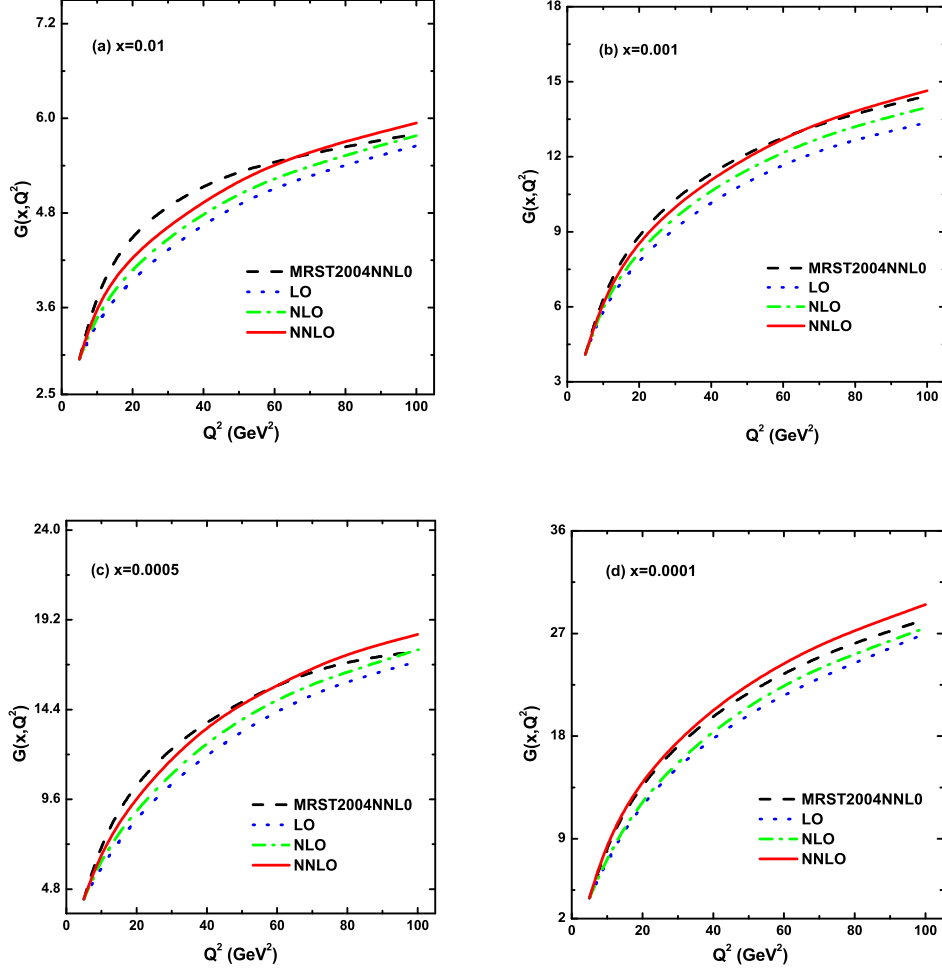 (a) x=0.01
G(x,Q²)
7.2
6.0
4.8
3.6
2.5
MRST2004NNL0
LO
NLO
NNLO
0 20 40 60 80 100
Q² (GeV²)
(b) x=0.001
G(x,Q²)
18
15
12
9
6
3
MRST2004NNL0
LO
NLO
NNLO
0 20 40 60 80 100
Q² (GeV²)
(c) x=0.0005
G(x,Q²)
24.0
19.2
14.4
9.6
4.8
MRST2004NNL0
LO
NLO
NNLO
0 20 40 60 80 100
Q² (GeV²)
(d) x=0.0001
G(x,Q²)
36
27
18
9
2
MRST2004NNL0
LO
NLO
NNLO
0 20 40 60 80 100
Q² (GeV²)